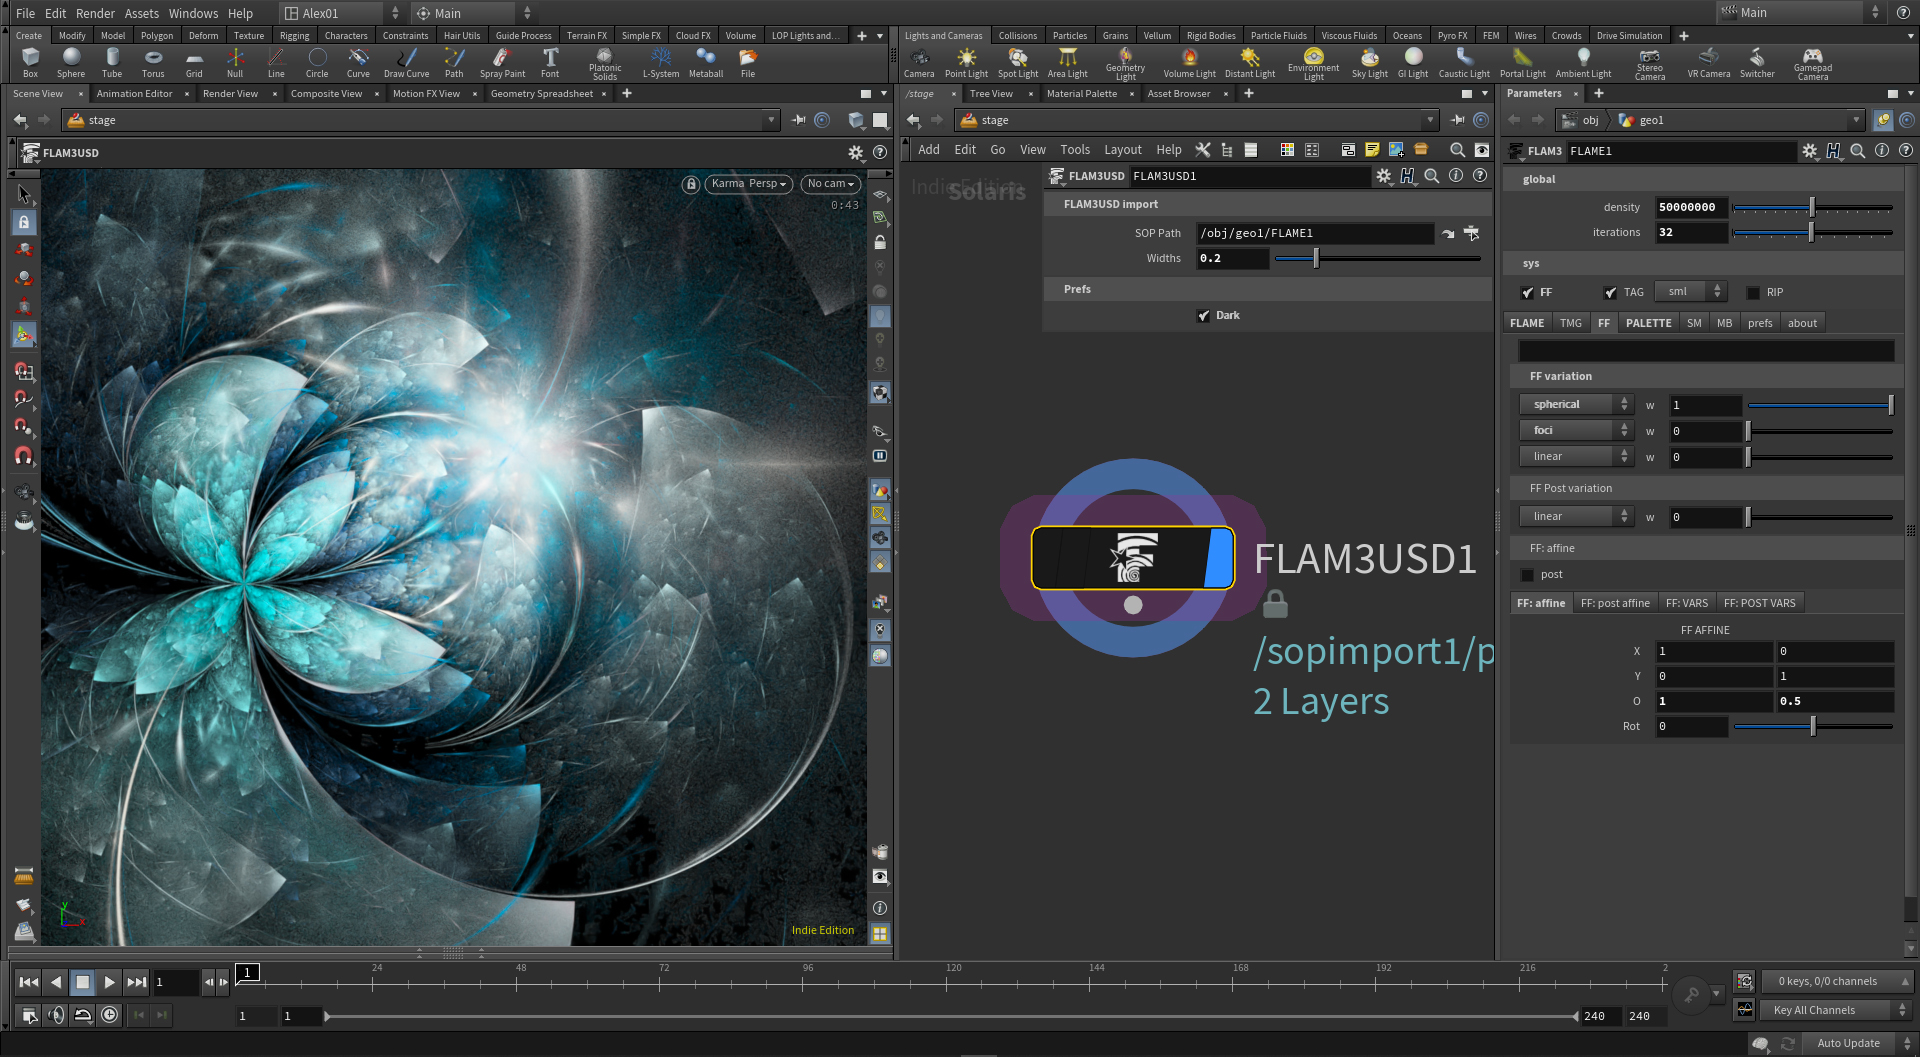 File Edit Render Assets Windows Help Alex01 Main Main
Create Modify Model Polygon Deform Texture Rigging Characters Constraints Hair Utils Guide Process Terrain FX Simple FX Cloud FX Volume LOP Lights and...
Box Sphere Tube Torus Grid Null Line Circle Curve Draw Curve Path Spray Paint Font Platonic Solids L-System Metaball File
Lights and Cameras Collisions Particles Grains Vellum Rigid Bodies Particle Fluids Viscous Fluids Oceans Pyro FX FEM Wires Crowds Drive Simulation
Camera Point Light Spot Light Area Light Geometry Light Volume Light Distant Light Environment Light Sky Light GI Light Caustic Light Portal Light Ambient Light Stereo Camera VR Camera Switcher Gamepad Camera
Scene View Animation Editor Render View Composite View Motion FX View Geometry Spreadsheet
stage
FLAM3USD
Karma Persp No cam
0:43
Indie Edition
/stage Tree View Material Palette Asset Browser
stage
Add Edit Go View Tools Layout Help
Indie Edition
Solaris
FLAM3USD FLAM3USD1
FLAM3USD import
SOP Path /obj/geo1/FLAME1
Widths 0.2
Prefs
Dark
FLAM3USD1
/sopimport1/p
2 Layers
Parameters
obj geo1
FLAM3 FLAME1
global
density 50000000
iterations 32
sys
FF TAG sml RIP
FLAME TMG FF PALETTE SM MB prefs about
FF variation
spherical w 1
foci w 0
linear w 0
FF Post variation
linear w 0
FF: affine
post
FF: affine FF: post affine FF: VARS FF: POST VARS
FF AFFINE
X 1 0
Y 0 1
O 1 0.5
Rot 0
1 1 24 48 72 96 120 144 168 192 216 2
0 keys, 0/0 channels
1 1 240 240
Key All Channels
Auto Update